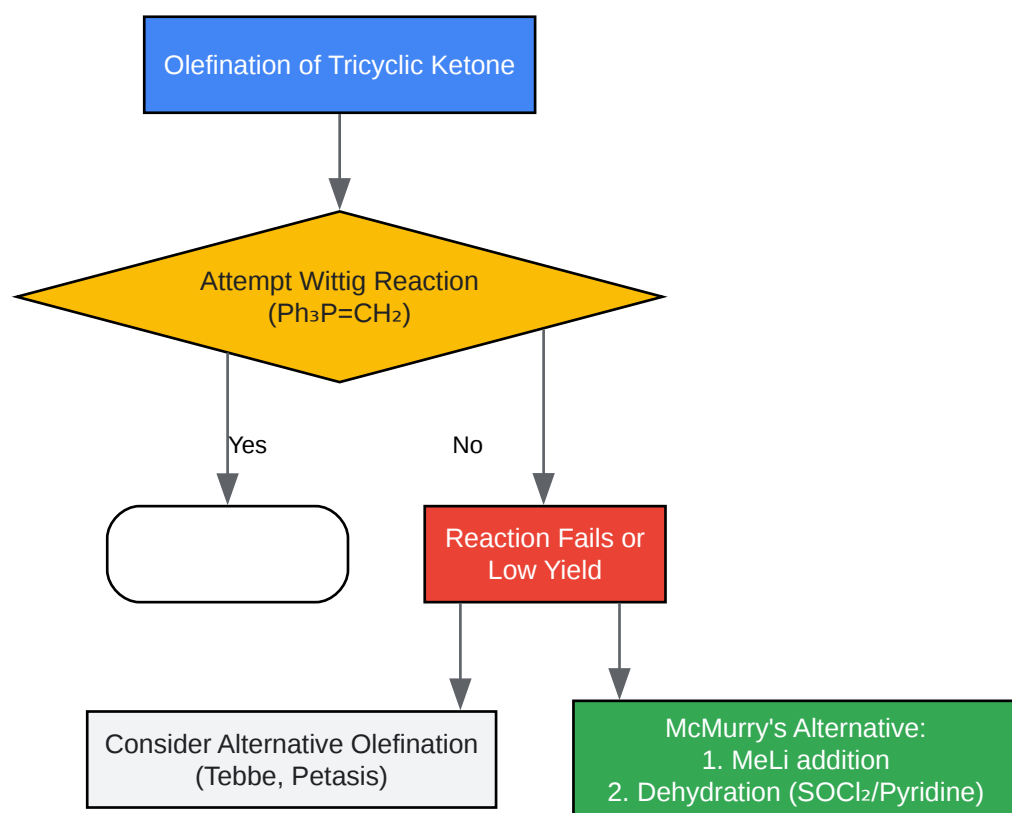 Olefination of Tricyclic Ketone
Attempt Wittig Reaction
(Ph₃P=CH₂)
Yes
No
Reaction Fails or
Low Yield
Consider Alternative Olefination
(Tebbe, Petasis)
McMurry's Alternative:
1. MeLi addition
2. Dehydration (SOCl₂/Pyridine)